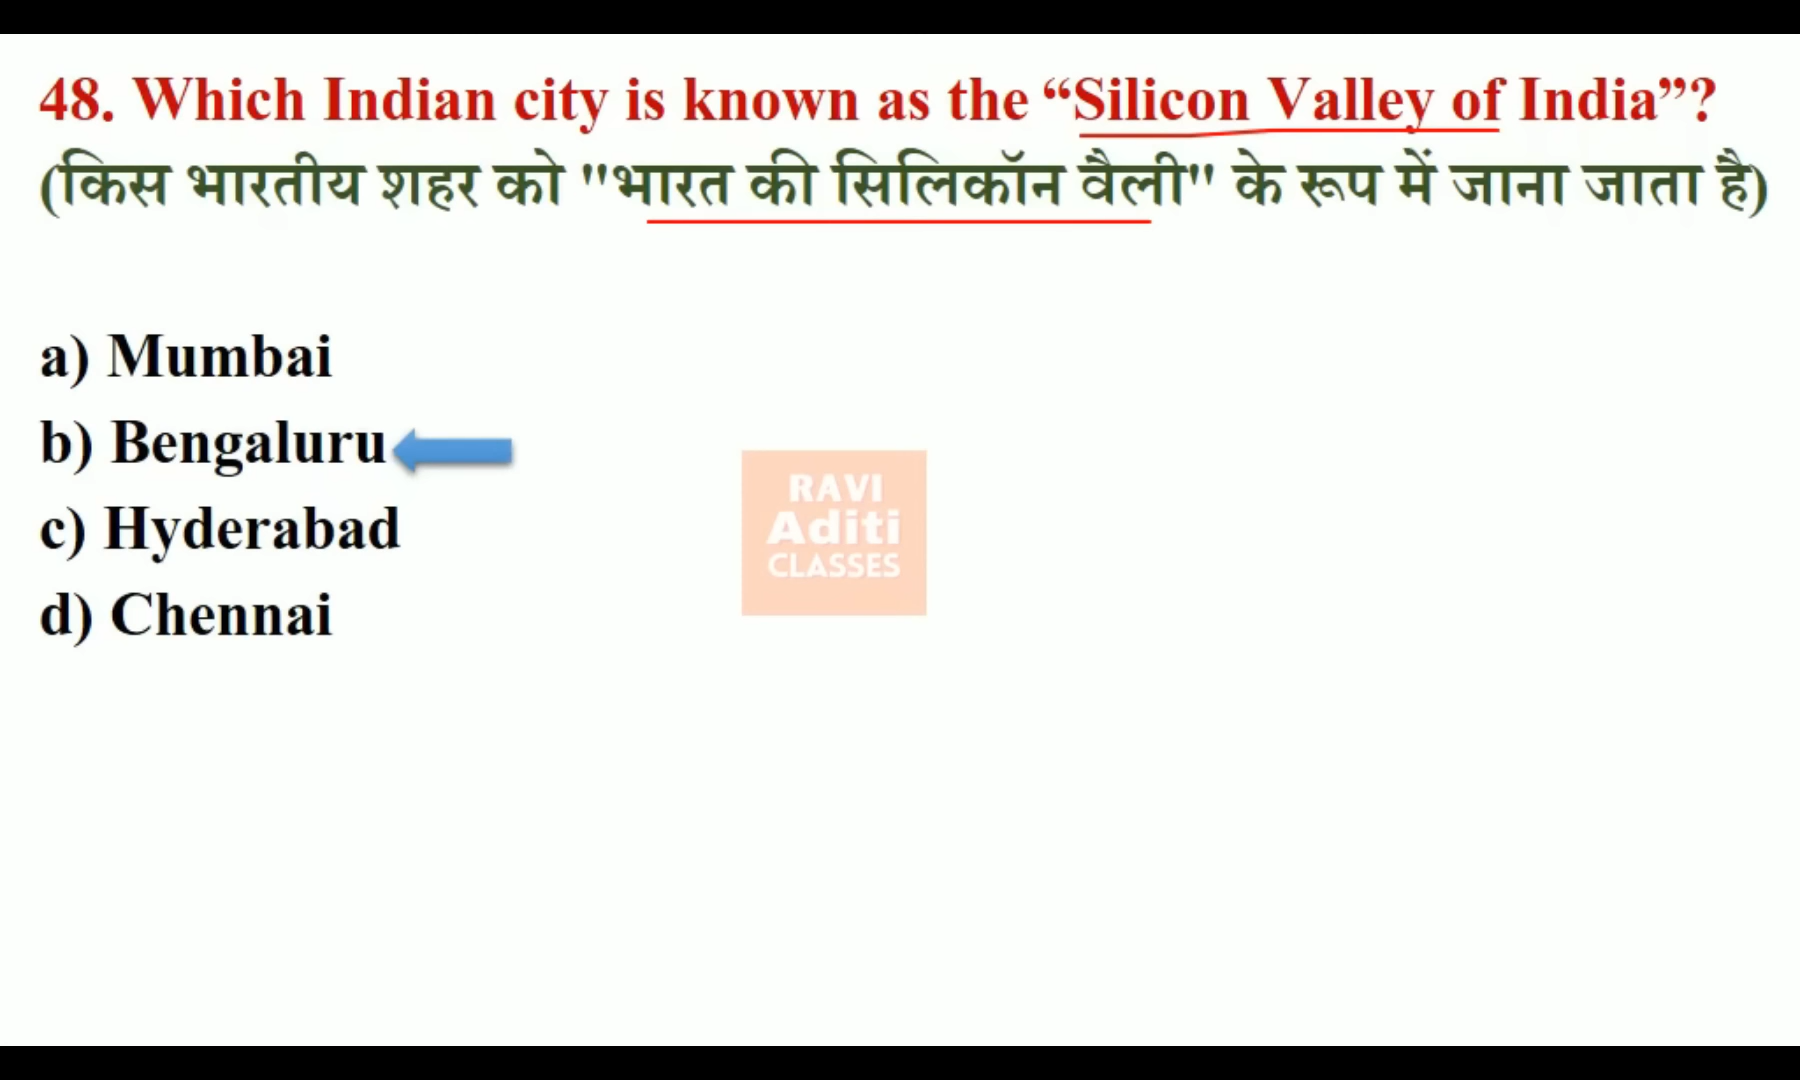 48. Which Indian city is known as the “Silicon Valley of India”?
(किस भारतीय शहर को "भारत की सिलिकॉन वैली" के रूप में जाना जाता है)
a) Mumbai
b) Bengaluru
c) Hyderabad
d) Chennai
RAVI
Aditi
CLASSES